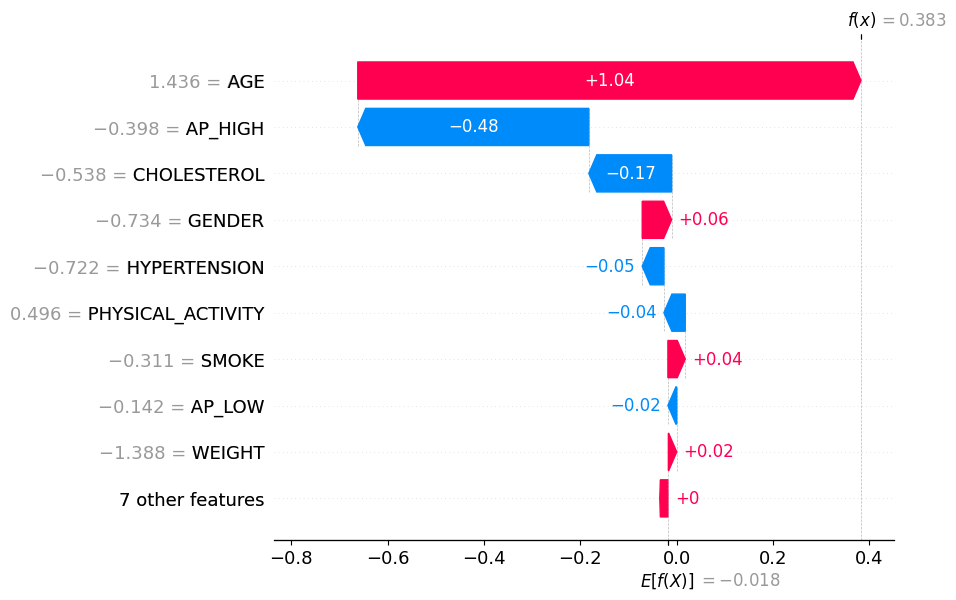 f(x) = 0.383
1.436 = AGE
+1.04
−0.398 = AP_HIGH
−0.48
−0.538 = CHOLESTEROL
−0.17
−0.734 = GENDER
+0.06
−0.722 = HYPERTENSION
−0.05
0.496 = PHYSICAL_ACTIVITY
−0.04
−0.311 = SMOKE
+0.04
−0.142 = AP_LOW
−0.02
−1.388 = WEIGHT
+0.02
7 other features
+0
−0.8 −0.6 −0.4 −0.2 0.0 0.2 0.4
E[f(X)] = −0.018